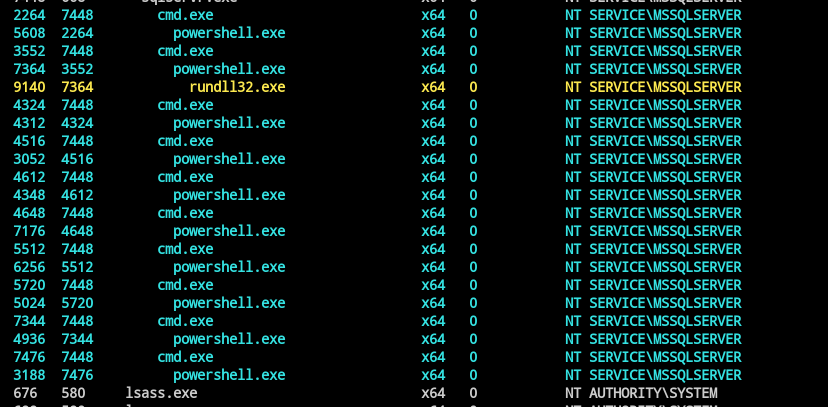 sqlservr.exe x64 0 NT SERVICE\MSSQLSERVER
2264 7448 cmd.exe x64 0 NT SERVICE\MSSQLSERVER
5608 2264 powershell.exe x64 0 NT SERVICE\MSSQLSERVER
3552 7448 cmd.exe x64 0 NT SERVICE\MSSQLSERVER
7364 3552 powershell.exe x64 0 NT SERVICE\MSSQLSERVER
9140 7364 rundll32.exe x64 0 NT SERVICE\MSSQLSERVER
4324 7448 cmd.exe x64 0 NT SERVICE\MSSQLSERVER
4312 4324 powershell.exe x64 0 NT SERVICE\MSSQLSERVER
4516 7448 cmd.exe x64 0 NT SERVICE\MSSQLSERVER
3052 4516 powershell.exe x64 0 NT SERVICE\MSSQLSERVER
4612 7448 cmd.exe x64 0 NT SERVICE\MSSQLSERVER
4348 4612 powershell.exe x64 0 NT SERVICE\MSSQLSERVER
4648 7448 cmd.exe x64 0 NT SERVICE\MSSQLSERVER
7176 4648 powershell.exe x64 0 NT SERVICE\MSSQLSERVER
5512 7448 cmd.exe x64 0 NT SERVICE\MSSQLSERVER
6256 5512 powershell.exe x64 0 NT SERVICE\MSSQLSERVER
5720 7448 cmd.exe x64 0 NT SERVICE\MSSQLSERVER
5024 5720 powershell.exe x64 0 NT SERVICE\MSSQLSERVER
7344 7448 cmd.exe x64 0 NT SERVICE\MSSQLSERVER
4936 7344 powershell.exe x64 0 NT SERVICE\MSSQLSERVER
7476 7448 cmd.exe x64 0 NT SERVICE\MSSQLSERVER
3188 7476 powershell.exe x64 0 NT SERVICE\MSSQLSERVER
676 580 lsass.exe x64 0 NT AUTHORITY\SYSTEM
NT AUTHORITY\SYSTEM